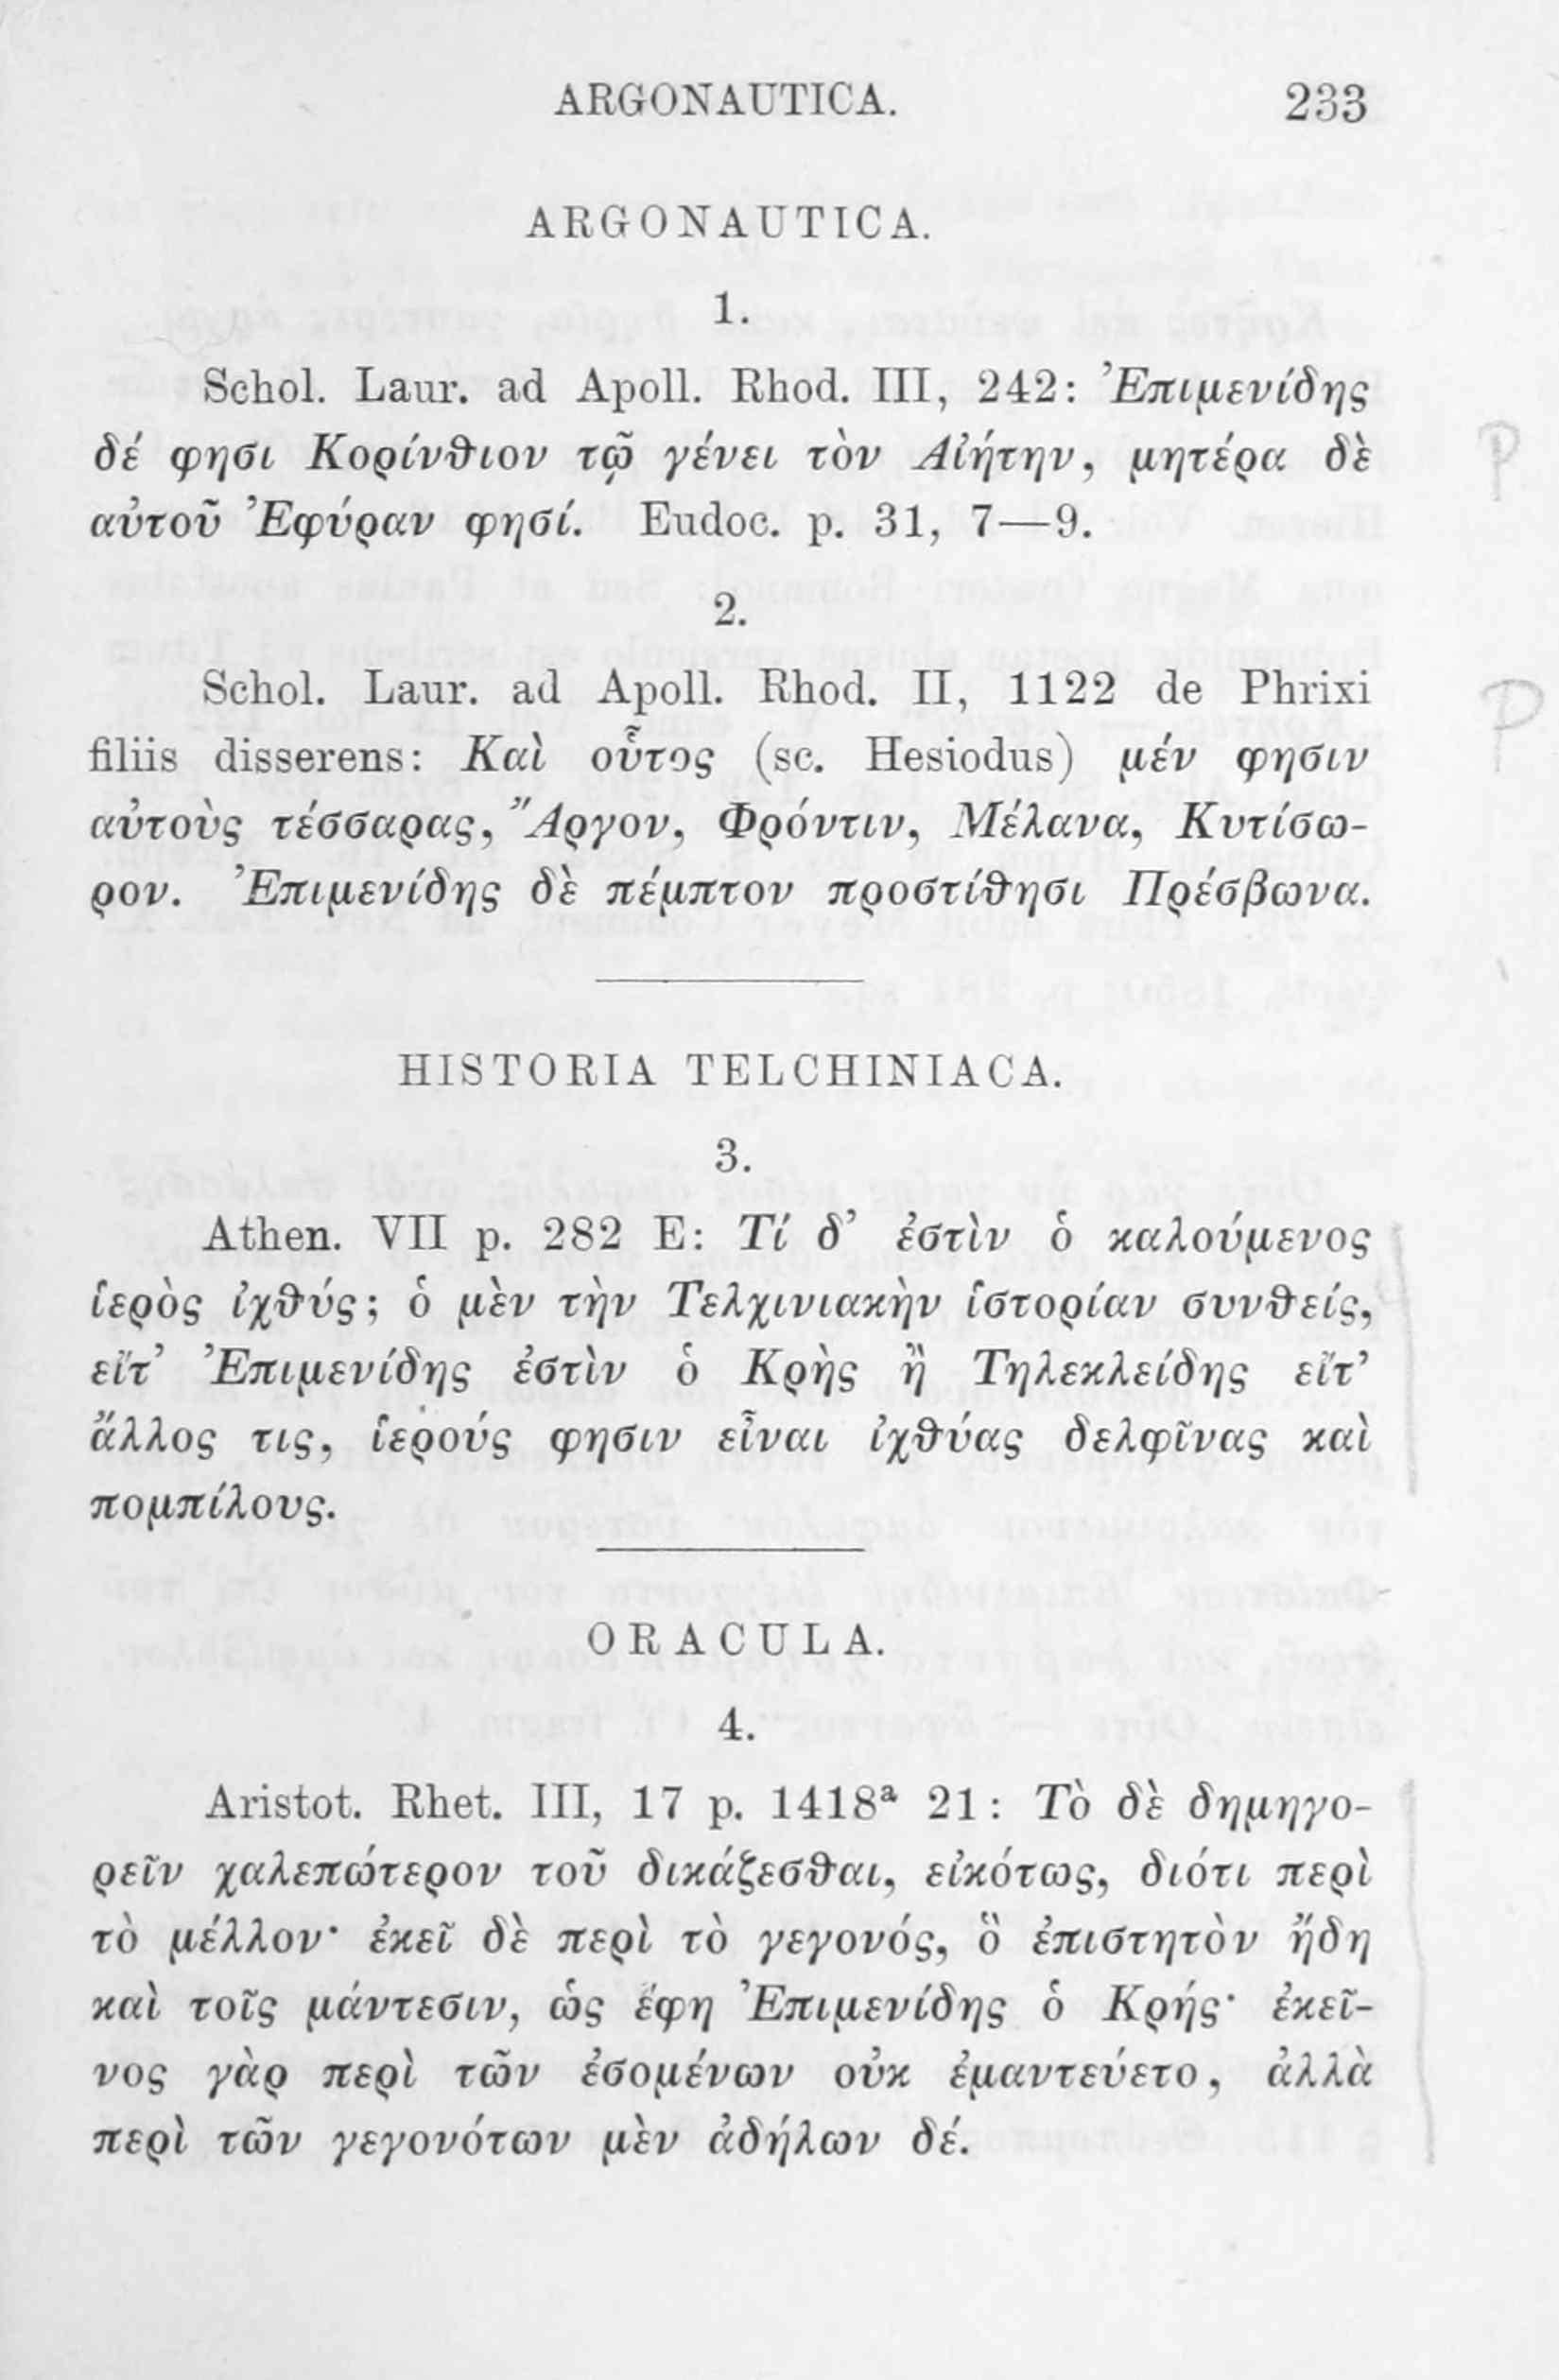 ARGONAUTICA. 233
ARGONAUTICA.
1.
Schol. Laur. ad Apoll. Rhod. III, 242: Ἐπιμενίδης
δέ φησι Κορίνθιον τῷ γένει τὸν Αἰήτην, μητέρα δὲ
αὐτοῦ Ἐφύραν φησί. Eudoc. p. 31, 7—9.
2.
Schol. Laur. ad Apoll. Rhod. II, 1122 de Phrixi
filiis disserens: Καὶ οὗτος (sc. Hesiodus) μέν φησιν
αὐτοὺς τέσσαρας, Ἄργον, Φρόντιν, Μέλανα, Κυτίσω-
ρον. Ἐπιμενίδης δὲ πέμπτον προστίθησι Πρέσβωνα.
HISTORIA TELCHINIACA.
3.
Athen. VII p. 282 E: Τί δ’ ἐστὶν ὁ καλούμενος
ἱερὸς ἰχθύς; ὁ μὲν τὴν Τελχινιακὴν ἱστορίαν συνθείς,
εἴτ’ Ἐπιμενίδης ἐστὶν ὁ Κρὴς ἢ Τηλεκλείδης εἴτ’
ἄλλος τις, ἱερούς φησιν εἶναι ἰχθύας δελφῖνας καὶ
πομπίλους.
ORACULA.
4.
Aristot. Rhet. III, 17 p. 1418ᵃ 21: Τὸ δὲ δημηγο-
ρεῖν χαλεπώτερον τοῦ δικάζεσθαι, εἰκότως, διότι περὶ
τὸ μέλλον· ἐκεῖ δὲ περὶ τὸ γεγονός, ὃ ἐπιστητὸν ἤδη
καὶ τοῖς μάντεσιν, ὡς ἔφη Ἐπιμενίδης ὁ Κρής· ἐκεῖ-
νος γὰρ περὶ τῶν ἐσομένων οὐκ ἐμαντεύετο, ἀλλὰ
περὶ τῶν γεγονότων μὲν ἀδήλων δέ.
P
P